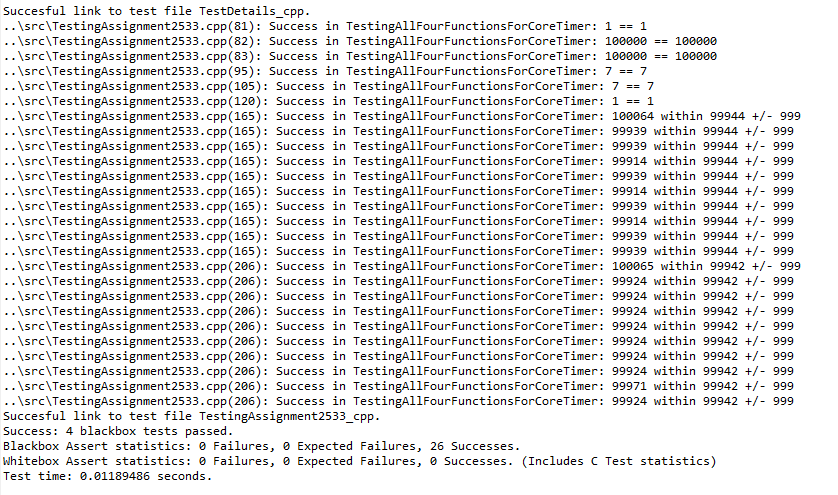 Succesful link to test file TestDetails_cpp.
..\src\TestingAssignment2533.cpp(81): Success in TestingAllFourFunctionsForCoreTimer: 1 == 1
..\src\TestingAssignment2533.cpp(82): Success in TestingAllFourFunctionsForCoreTimer: 100000 == 100000
..\src\TestingAssignment2533.cpp(83): Success in TestingAllFourFunctionsForCoreTimer: 100000 == 100000
..\src\TestingAssignment2533.cpp(95): Success in TestingAllFourFunctionsForCoreTimer: 7 == 7
..\src\TestingAssignment2533.cpp(105): Success in TestingAllFourFunctionsForCoreTimer: 7 == 7
..\src\TestingAssignment2533.cpp(120): Success in TestingAllFourFunctionsForCoreTimer: 1 == 1
..\src\TestingAssignment2533.cpp(165): Success in TestingAllFourFunctionsForCoreTimer: 100064 within 99944 +/- 999
..\src\TestingAssignment2533.cpp(165): Success in TestingAllFourFunctionsForCoreTimer: 99939 within 99944 +/- 999
..\src\TestingAssignment2533.cpp(165): Success in TestingAllFourFunctionsForCoreTimer: 99939 within 99944 +/- 999
..\src\TestingAssignment2533.cpp(165): Success in TestingAllFourFunctionsForCoreTimer: 99914 within 99944 +/- 999
..\src\TestingAssignment2533.cpp(165): Success in TestingAllFourFunctionsForCoreTimer: 99939 within 99944 +/- 999
..\src\TestingAssignment2533.cpp(165): Success in TestingAllFourFunctionsForCoreTimer: 99914 within 99944 +/- 999
..\src\TestingAssignment2533.cpp(165): Success in TestingAllFourFunctionsForCoreTimer: 99939 within 99944 +/- 999
..\src\TestingAssignment2533.cpp(165): Success in TestingAllFourFunctionsForCoreTimer: 99914 within 99944 +/- 999
..\src\TestingAssignment2533.cpp(165): Success in TestingAllFourFunctionsForCoreTimer: 99939 within 99944 +/- 999
..\src\TestingAssignment2533.cpp(165): Success in TestingAllFourFunctionsForCoreTimer: 99939 within 99944 +/- 999
..\src\TestingAssignment2533.cpp(206): Success in TestingAllFourFunctionsForCoreTimer: 100065 within 99942 +/- 999
..\src\TestingAssignment2533.cpp(206): Success in TestingAllFourFunctionsForCoreTimer: 99924 within 99942 +/- 999
..\src\TestingAssignment2533.cpp(206): Success in TestingAllFourFunctionsForCoreTimer: 99924 within 99942 +/- 999
..\src\TestingAssignment2533.cpp(206): Success in TestingAllFourFunctionsForCoreTimer: 99924 within 99942 +/- 999
..\src\TestingAssignment2533.cpp(206): Success in TestingAllFourFunctionsForCoreTimer: 99924 within 99942 +/- 999
..\src\TestingAssignment2533.cpp(206): Success in TestingAllFourFunctionsForCoreTimer: 99924 within 99942 +/- 999
..\src\TestingAssignment2533.cpp(206): Success in TestingAllFourFunctionsForCoreTimer: 99924 within 99942 +/- 999
..\src\TestingAssignment2533.cpp(206): Success in TestingAllFourFunctionsForCoreTimer: 99924 within 99942 +/- 999
..\src\TestingAssignment2533.cpp(206): Success in TestingAllFourFunctionsForCoreTimer: 99971 within 99942 +/- 999
..\src\TestingAssignment2533.cpp(206): Success in TestingAllFourFunctionsForCoreTimer: 99924 within 99942 +/- 999
Succesful link to test file TestingAssignment2533_cpp.
Success: 4 blackbox tests passed.
Blackbox Assert statistics: 0 Failures, 0 Expected Failures, 26 Successes.
Whitebox Assert statistics: 0 Failures, 0 Expected Failures, 0 Successes. (Includes C Test statistics)
Test time: 0.01189486 seconds.